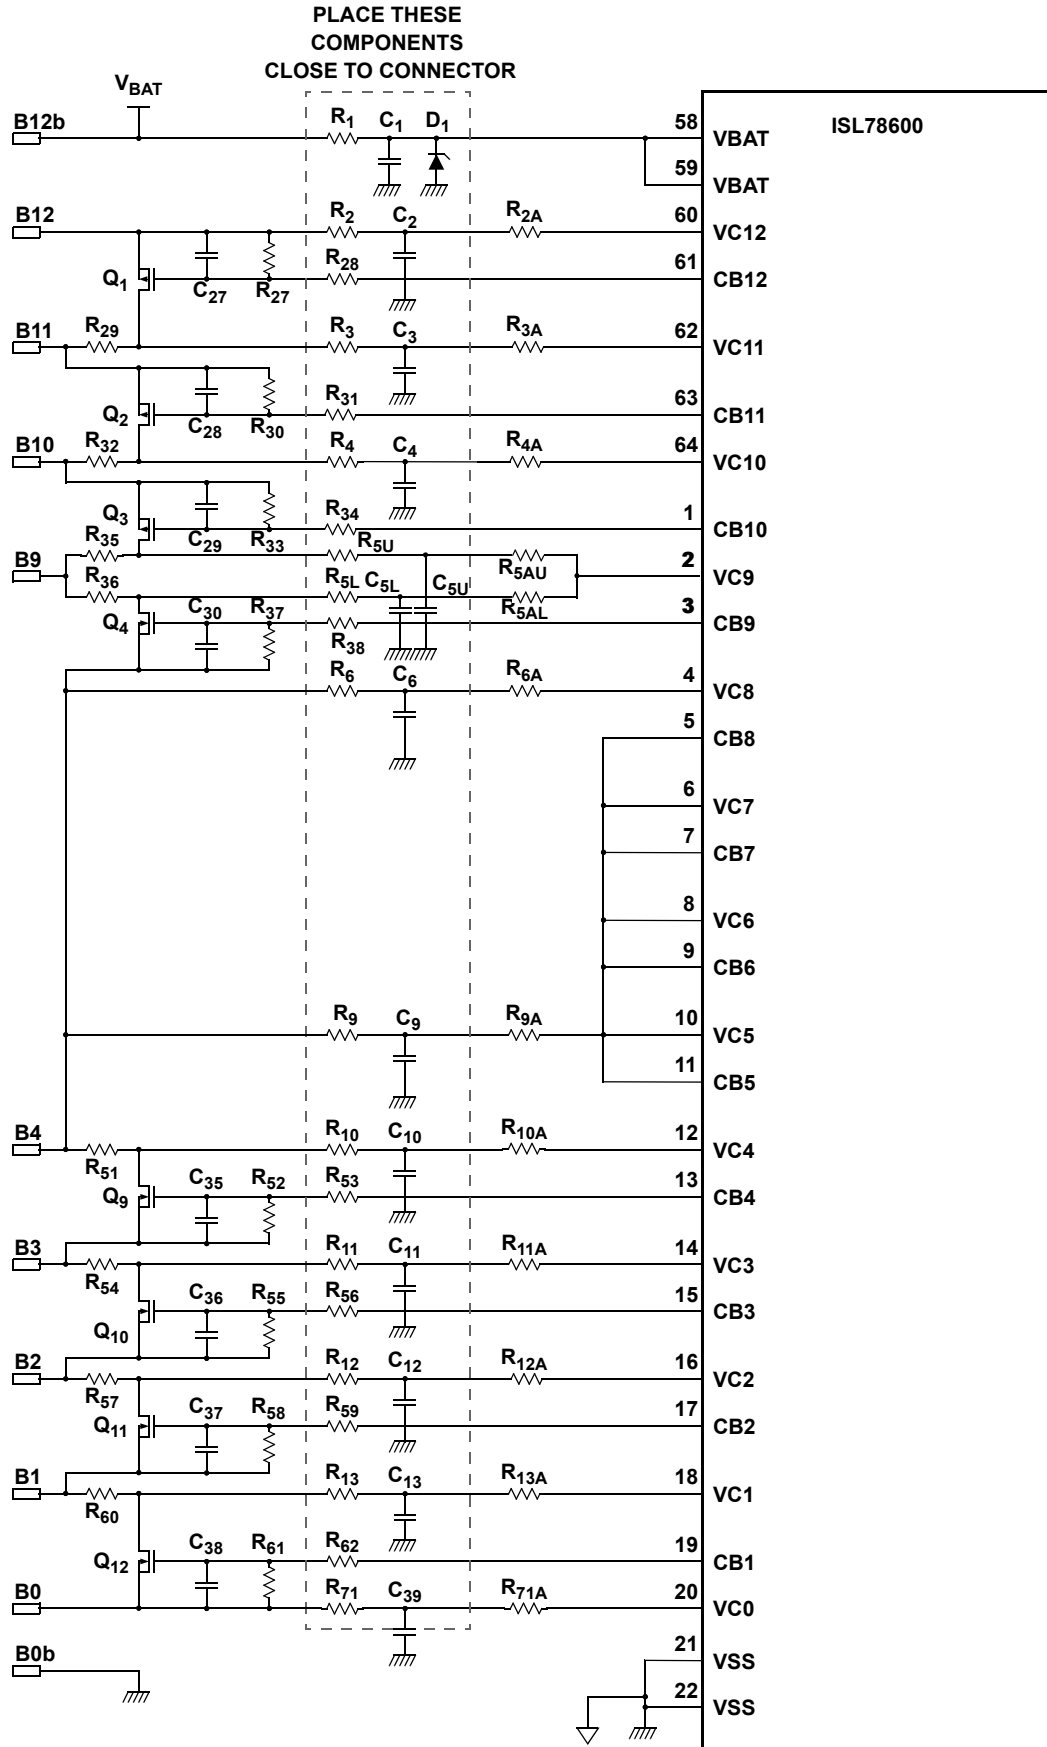 PLACE THESE
COMPONENTS
CLOSE TO CONNECTOR
VBAT
B12b R1 C1 D1 58 VBAT ISL78600
59 VBAT
B12 R2 C2 R2A 60 VC12
Q1 C27 R27 R28 61 CB12
B11 R29 R3 C3 R3A 62 VC11
Q2 C28 R30 R31 63 CB11
B10 R32 R4 C4 R4A 64 VC10
Q3 C29 R33 R34 1 CB10
R35 R5U R5AU
B9 2 VC9
R36 R5L C5L C5U R5AL
Q4 C30 R37 R38 3 CB9
R6 C6 R6A 4 VC8
5 CB8
6 VC7
7 CB7
8 VC6
9 CB6
R9 C9 R9A 10 VC5
11 CB5
B4 R51 R10 C10 R10A 12 VC4
Q9 C35 R52 R53 13 CB4
B3 R54 R11 C11 R11A 14 VC3
Q10 C36 R55 R56 15 CB3
B2 R57 R12 C12 R12A 16 VC2
Q11 C37 R58 R59 17 CB2
B1 R60 R13 C13 R13A 18 VC1
Q12 C38 R61 R62 19 CB1
B0 R71 C39 R71A 20 VC0
B0b 21 VSS
22 VSS